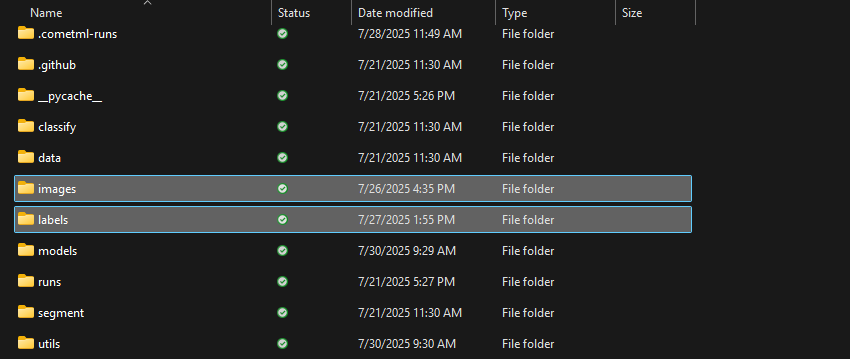 Name Status Date modified Type Size
.cometml-runs 7/28/2025 11:49 AM File folder
.github 7/21/2025 11:30 AM File folder
__pycache__ 7/21/2025 5:26 PM File folder
classify 7/21/2025 11:30 AM File folder
data 7/21/2025 11:30 AM File folder
images 7/26/2025 4:35 PM File folder
labels 7/27/2025 1:55 PM File folder
models 7/30/2025 9:29 AM File folder
runs 7/21/2025 5:27 PM File folder
segment 7/21/2025 11:30 AM File folder
utils 7/30/2025 9:30 AM File folder